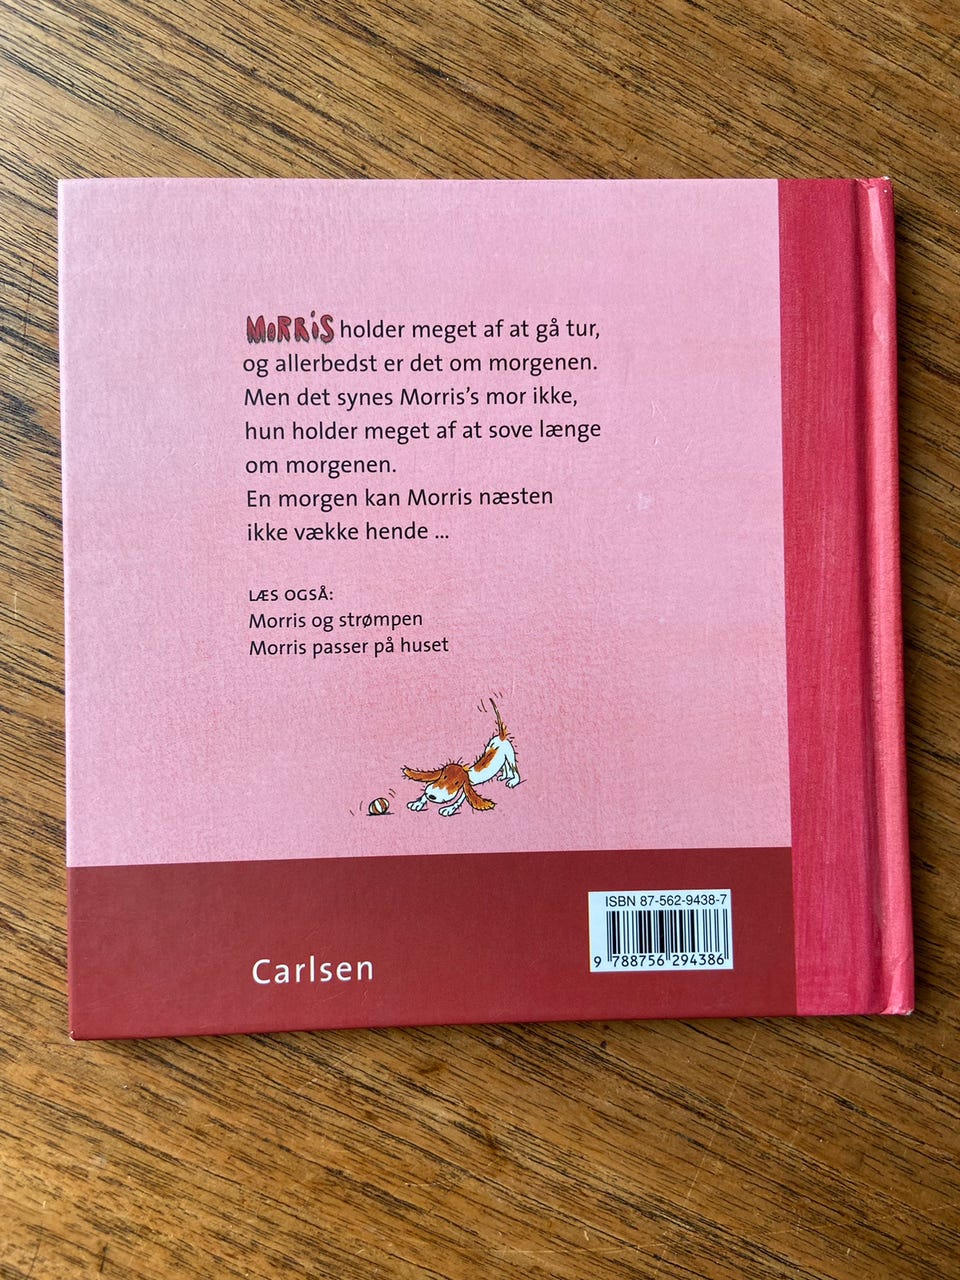 MORRiS holder meget af at gå tur,
og allerbedst er det om morgenen.
Men det synes Morris's mor ikke,
hun holder meget af at sove længe
om morgenen.
En morgen kan Morris næsten
ikke vække hende ...
LÆS OGSÅ:
Morris og strømpen
Morris passer på huset
ISBN 87-562-9438-7
9 788756 294386
Carlsen